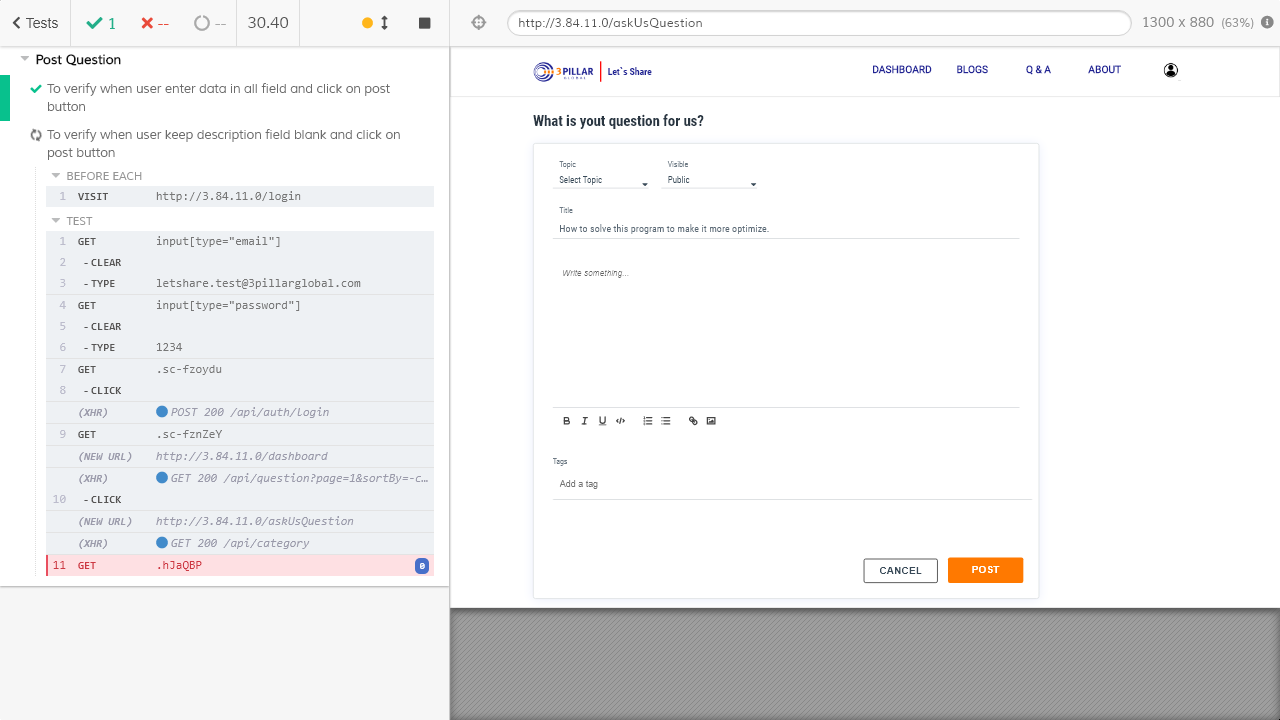 Tests
1
--
--
30.40
http://3.84.11.0/askUsQuestion
1300 x 880 (63%)
Post Question
To verify when user enter data in all field and click on post
button
To verify when user keep description field blank and click on
post button
BEFORE EACH
1 VISIT http://3.84.11.0/login
TEST
1 GET input[type="email"]
2 - CLEAR
3 - TYPE letshare.test@3pillarglobal.com
4 GET input[type="password"]
5 - CLEAR
6 - TYPE 1234
7 GET .sc-fzoydu
8 - CLICK
(XHR) POST 200 /api/auth/login
9 GET .sc-fznZeY
(NEW URL) http://3.84.11.0/dashboard
(XHR) GET 200 /api/question?page=1&sortBy=-c…
10 - CLICK
(NEW URL) http://3.84.11.0/askUsQuestion
(XHR) GET 200 /api/category
11 GET .hJaQBP 0
3PILLAR
GLOBAL
Let`s Share
DASHBOARD BLOGS Q & A ABOUT
What is yout question for us?
Topic Visible
Select Topic Public
Title
How to solve this program to make it more optimize.
Write something...
B I U </>
Tags
Add a tag
CANCEL POST